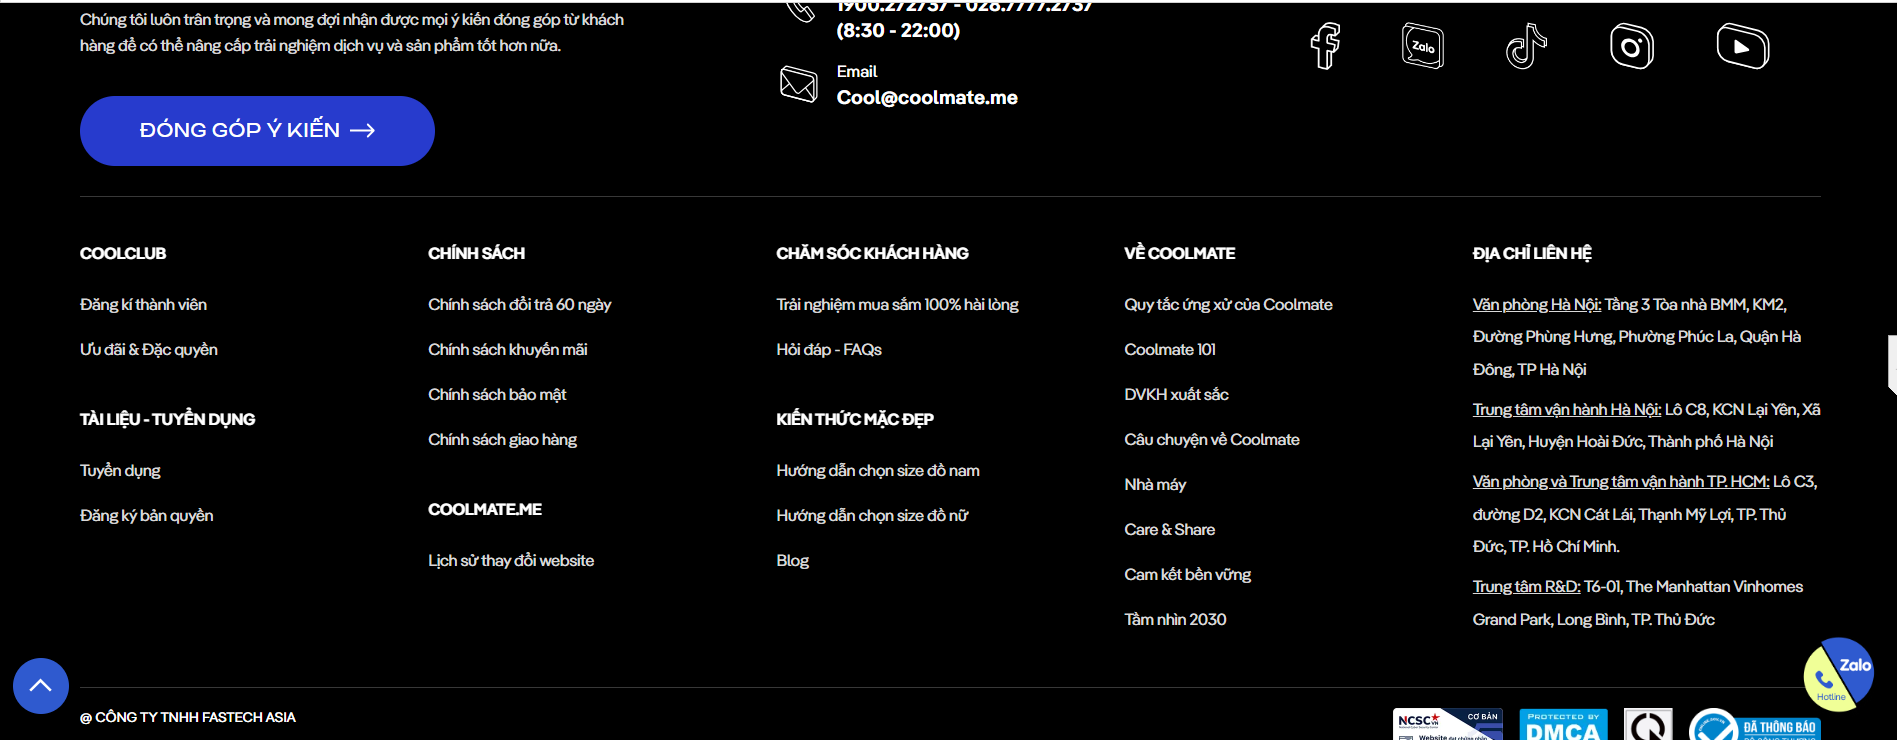 Chúng tôi luôn trân trọng và mong đợi nhận được mọi ý kiến đóng góp từ khách
hàng để có thể nâng cấp trải nghiệm dịch vụ và sản phẩm tốt hơn nữa.
ĐÓNG GÓP Ý KIẾN
1900.272737 - 028.7777.2737
(8:30 - 22:00)
Email
Cool@coolmate.me
Zalo
COOLCLUB
Đăng kí thành viên
Ưu đãi & Đặc quyền
TÀI LIỆU - TUYỂN DỤNG
Tuyển dụng
Đăng ký bản quyền
CHÍNH SÁCH
Chính sách đổi trả 60 ngày
Chính sách khuyến mãi
Chính sách bảo mật
Chính sách giao hàng
COOLMATE.ME
Lịch sử thay đổi website
CHĂM SÓC KHÁCH HÀNG
Trải nghiệm mua sắm 100% hài lòng
Hỏi đáp - FAQs
KIẾN THỨC MẶC ĐẸP
Hướng dẫn chọn size đồ nam
Hướng dẫn chọn size đồ nữ
Blog
VỀ COOLMATE
Quy tắc ứng xử của Coolmate
Coolmate 101
DVKH xuất sắc
Câu chuyện về Coolmate
Nhà máy
Care & Share
Cam kết bền vững
Tầm nhìn 2030
ĐỊA CHỈ LIÊN HỆ
Văn phòng Hà Nội: Tầng 3 Tòa nhà BMM, KM2,
Đường Phùng Hưng, Phường Phúc La, Quận Hà
Đông, TP Hà Nội
Trung tâm vận hành Hà Nội: Lô C8, KCN Lại Yên, Xã
Lại Yên, Huyện Hoài Đức, Thành phố Hà Nội
Văn phòng và Trung tâm vận hành TP. HCM: Lô C3,
đường D2, KCN Cát Lái, Thạnh Mỹ Lợi, TP. Thủ
Đức, TP. Hồ Chí Minh.
Trung tâm R&D: T6-01, The Manhattan Vinhomes
Grand Park, Long Bình, TP. Thủ Đức
Zalo
Hotline
@ CÔNG TY TNHH FASTECH ASIA
NCSC VN
CƠ BẢN
Website
PROTECTED BY
DMCA
ĐÃ THÔNG BÁO